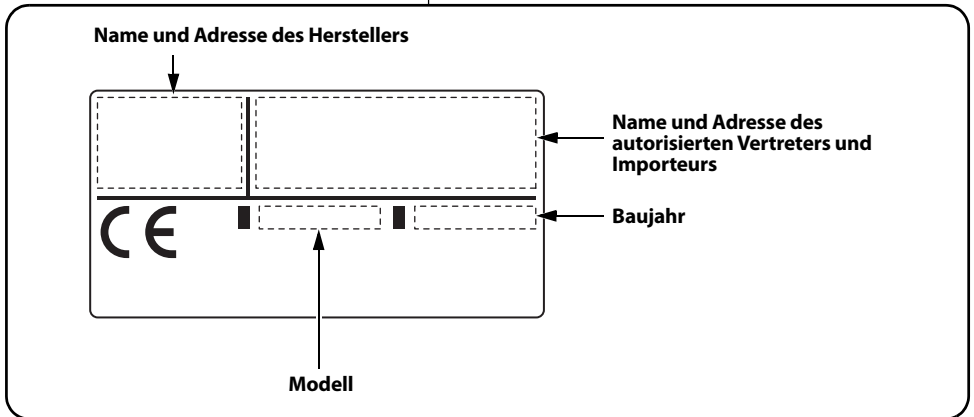 Name und Adresse des Herstellers
Name und Adresse des
autorisierten Vertreters und
Importeurs
CE
Baujahr
Modell